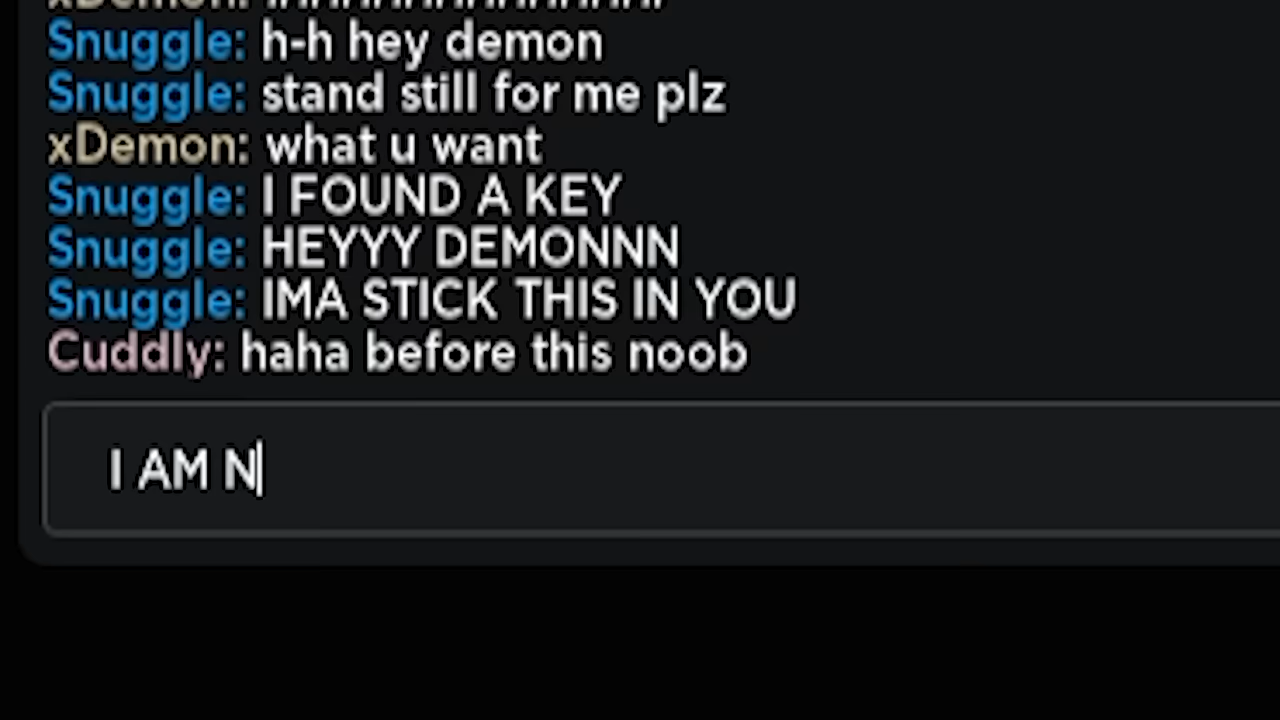 Snuggle: h-h hey demon
Snuggle: stand still for me plz
xDemon: what u want
Snuggle: I FOUND A KEY
Snuggle: HEYYY DEMONNN
Snuggle: IMA STICK THIS IN YOU
Cuddly: haha before this noob
I AM N